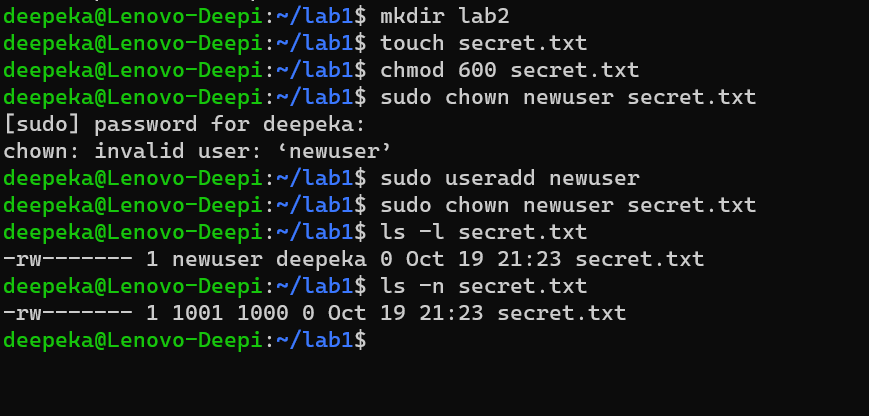 deepeka@Lenovo-Deepi:~/lab1$ mkdir lab2
deepeka@Lenovo-Deepi:~/lab1$ touch secret.txt
deepeka@Lenovo-Deepi:~/lab1$ chmod 600 secret.txt
deepeka@Lenovo-Deepi:~/lab1$ sudo chown newuser secret.txt
[sudo] password for deepeka:
chown: invalid user: ‘newuser’
deepeka@Lenovo-Deepi:~/lab1$ sudo useradd newuser
deepeka@Lenovo-Deepi:~/lab1$ sudo chown newuser secret.txt
deepeka@Lenovo-Deepi:~/lab1$ ls -l secret.txt
-rw------- 1 newuser deepeka 0 Oct 19 21:23 secret.txt
deepeka@Lenovo-Deepi:~/lab1$ ls -n secret.txt
-rw------- 1 1001 1000 0 Oct 19 21:23 secret.txt
deepeka@Lenovo-Deepi:~/lab1$